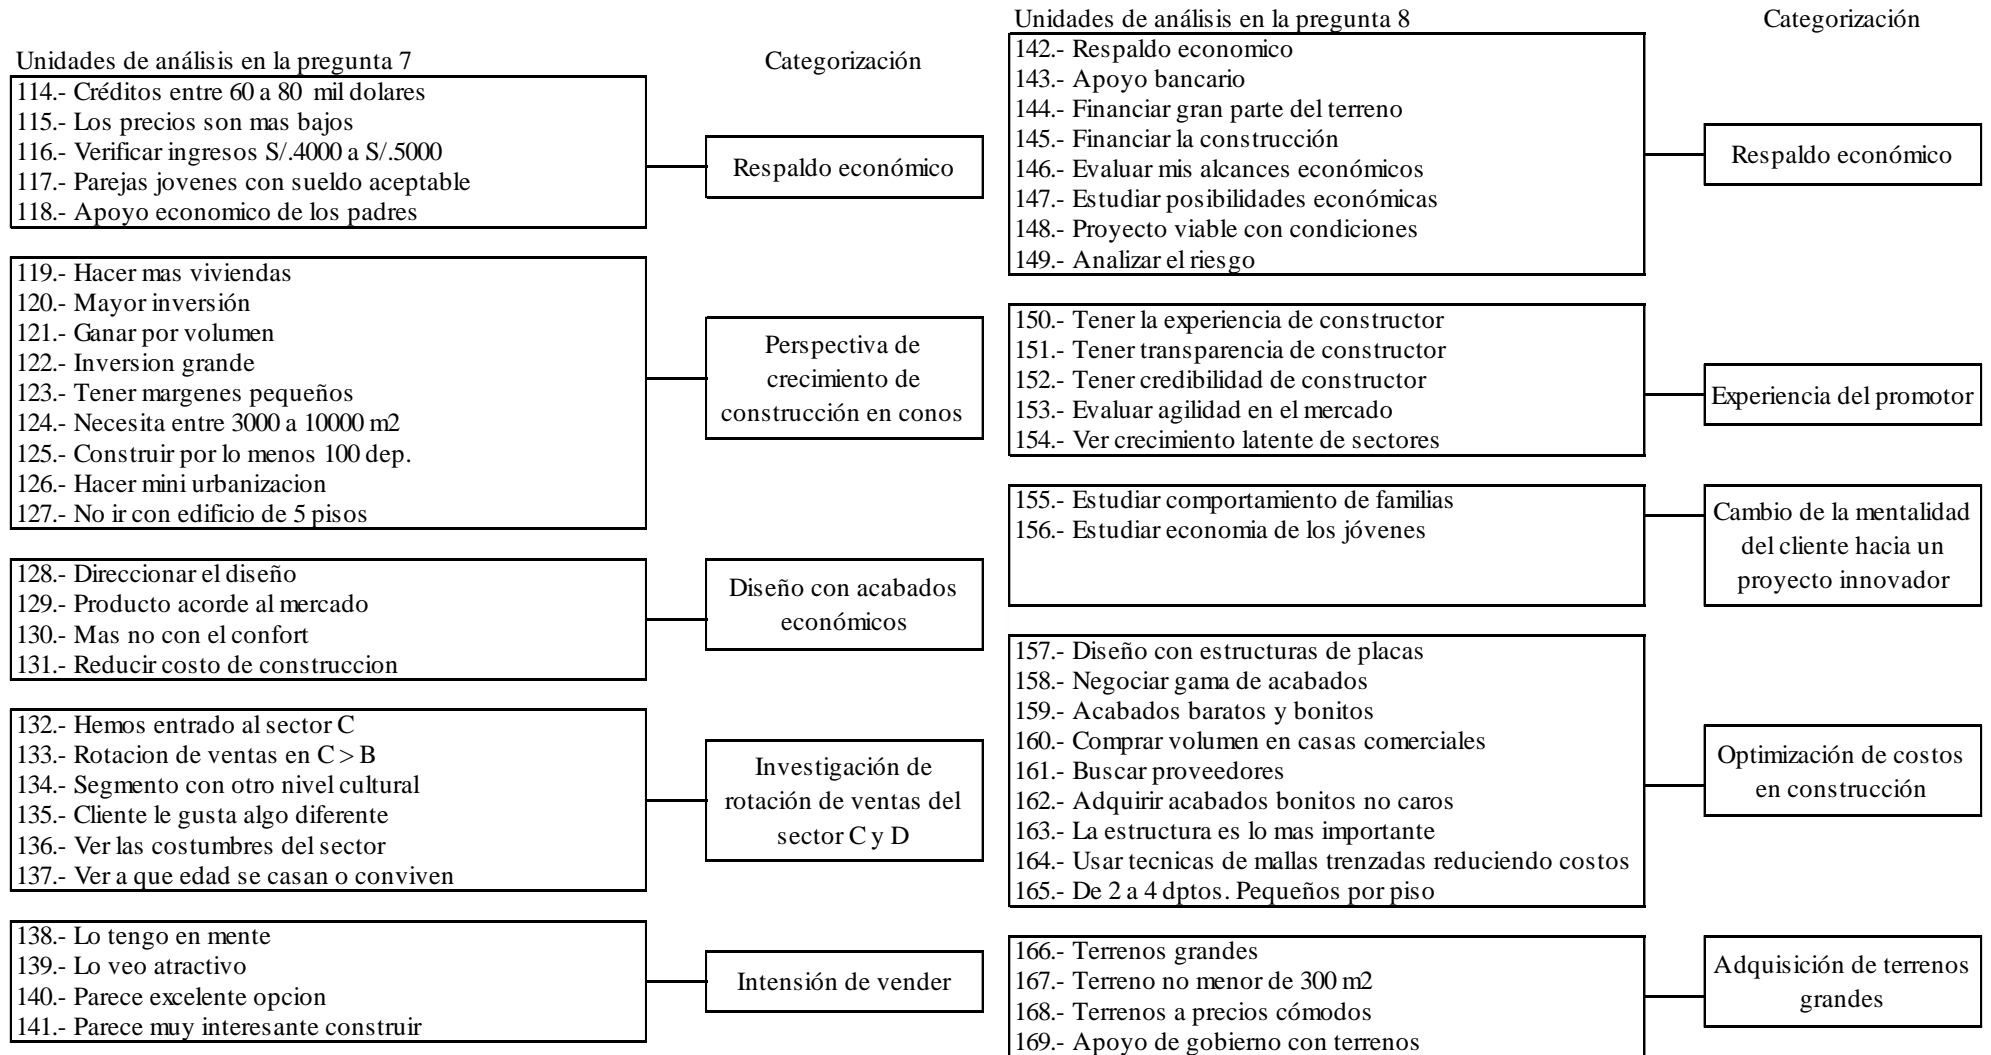 Unidades de análisis en la pregunta 7
Categorización
114.- Créditos entre 60 a 80 mil dolares
115.- Los precios son mas bajos
116.- Verificar ingresos S/.4000 a S/.5000
117.- Parejas jovenes con sueldo aceptable
118.- Apoyo economico de los padres
Respaldo económico
119.- Hacer mas viviendas
120.- Mayor inversión
121.- Ganar por volumen
122.- Inversion grande
123.- Tener margenes pequeños
124.- Necesita entre 3000 a 10000 m2
125.- Construir por lo menos 100 dep.
126.- Hacer mini urbanizacion
127.- No ir con edificio de 5 pisos
Perspectiva de
crecimiento de
construcción en conos
128.- Direccionar el diseño
129.- Producto acorde al mercado
130.- Mas no con el confort
131.- Reducir costo de construccion
Diseño con acabados
económicos
132.- Hemos entrado al sector C
133.- Rotacion de ventas en C > B
134.- Segmento con otro nivel cultural
135.- Cliente le gusta algo diferente
136.- Ver las costumbres del sector
137.- Ver a que edad se casan o conviven
Investigación de
rotación de ventas del
sector C y D
138.- Lo tengo en mente
139.- Lo veo atractivo
140.- Parece excelente opcion
141.- Parece muy interesante construir
Intensión de vender
Unidades de análisis en la pregunta 8
Categorización
142.- Respaldo economico
143.- Apoyo bancario
144.- Financiar gran parte del terreno
145.- Financiar la construcción
146.- Evaluar mis alcances económicos
147.- Estudiar posibilidades económicas
148.- Proyecto viable con condiciones
149.- Analizar el riesgo
Respaldo económico
150.- Tener la experiencia de constructor
151.- Tener transparencia de constructor
152.- Tener credibilidad de constructor
153.- Evaluar agilidad en el mercado
154.- Ver crecimiento latente de sectores
Experiencia del promotor
155.- Estudiar comportamiento de familias
156.- Estudiar economia de los jóvenes
Cambio de la mentalidad
del cliente hacia un
proyecto innovador
157.- Diseño con estructuras de placas
158.- Negociar gama de acabados
159.- Acabados baratos y bonitos
160.- Comprar volumen en casas comerciales
161.- Buscar proveedores
162.- Adquirir acabados bonitos no caros
163.- La estructura es lo mas importante
164.- Usar tecnicas de mallas trenzadas reduciendo costos
165.- De 2 a 4 dptos. Pequeños por piso
Optimización de costos
en construcción
166.- Terrenos grandes
167.- Terreno no menor de 300 m2
168.- Terrenos a precios cómodos
169.- Apoyo de gobierno con terrenos
Adquisición de terrenos
grandes